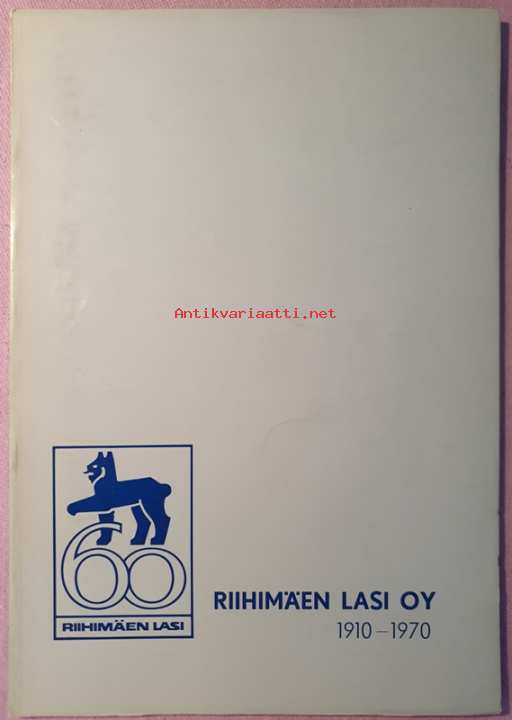 Antikvariaatti.net
60
RIIHIMÄEN LASI
RIIHIMÄEN LASI OY
1910-1970